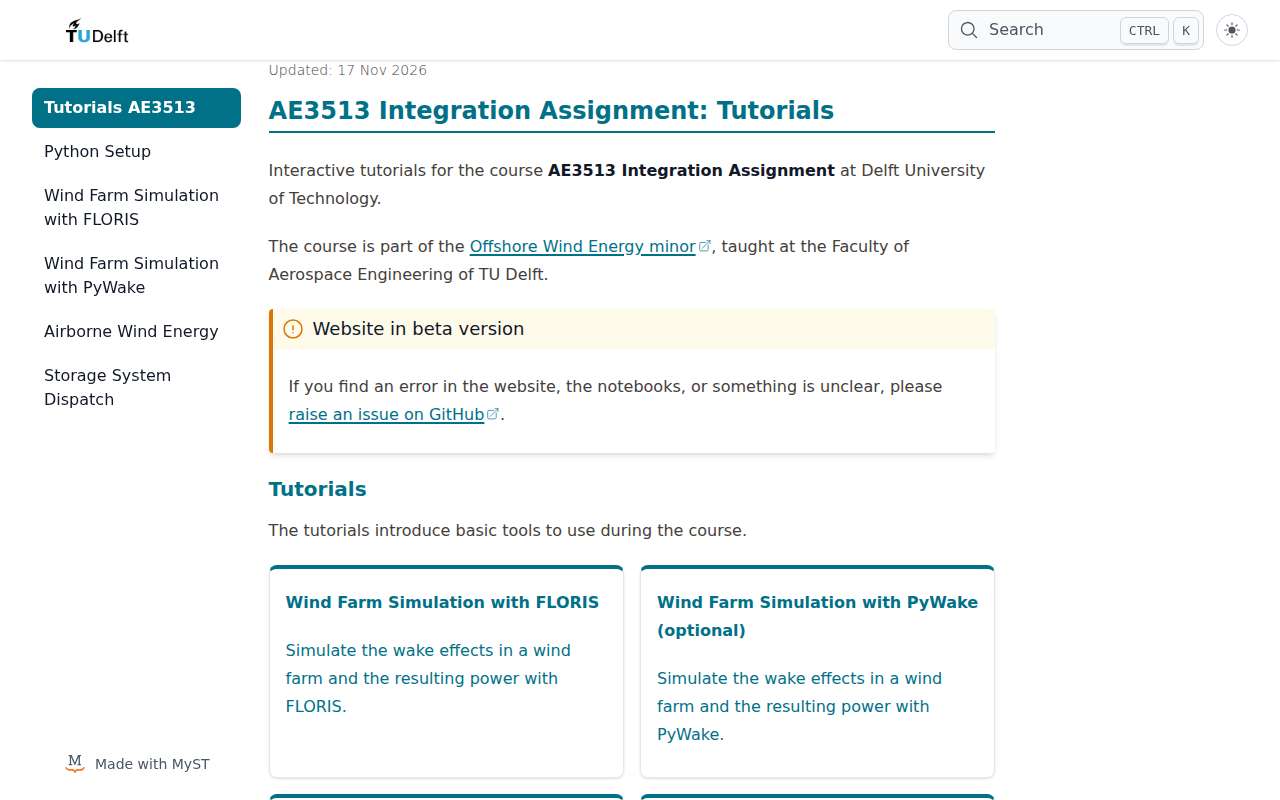 TUDelft
Search
CTRL
K
Updated: 17 Nov 2026
Tutorials AE3513
Python Setup
Wind Farm Simulation
with FLORIS
Wind Farm Simulation
with PyWake
Airborne Wind Energy
Storage System
Dispatch
M
Made with MyST
AE3513 Integration Assignment: Tutorials
Interactive tutorials for the course AE3513 Integration Assignment at Delft University
of Technology.
The course is part of the Offshore Wind Energy minor, taught at the Faculty of
Aerospace Engineering of TU Delft.
Website in beta version
If you find an error in the website, the notebooks, or something is unclear, please
raise an issue on GitHub.
Tutorials
The tutorials introduce basic tools to use during the course.
Wind Farm Simulation with FLORIS
Simulate the wake effects in a wind
farm and the resulting power with
FLORIS.
Wind Farm Simulation with PyWake
(optional)
Simulate the wake effects in a wind
farm and the resulting power with
PyWake.